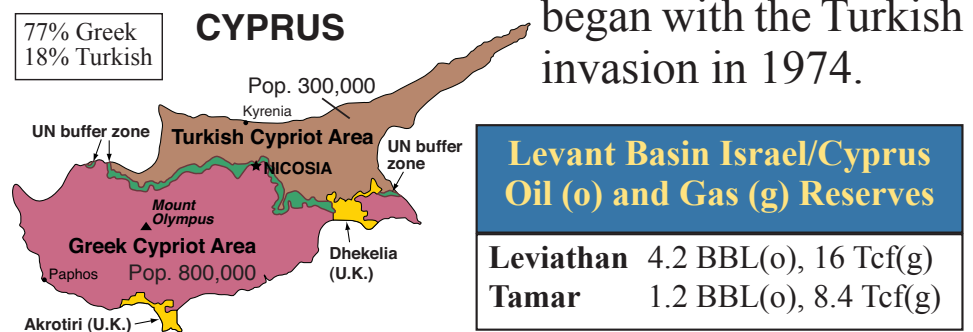 77% Greek
18% Turkish
CYPRUS
began with the Turkish
invasion in 1974.
Pop. 300,000
Kyrenia
UN buffer zone
Turkish Cypriot Area
UN buffer
zone
NICOSIA
Mount
Olympus
Greek Cypriot Area
Dhekelia
(U.K.)
Paphos
Pop. 800,000
Akrotiri (U.K.)
Levant Basin Israel/Cyprus
Oil (o) and Gas (g) Reserves
Leviathan 4.2 BBL(o), 16 Tcf(g)
Tamar 1.2 BBL(o), 8.4 Tcf(g)